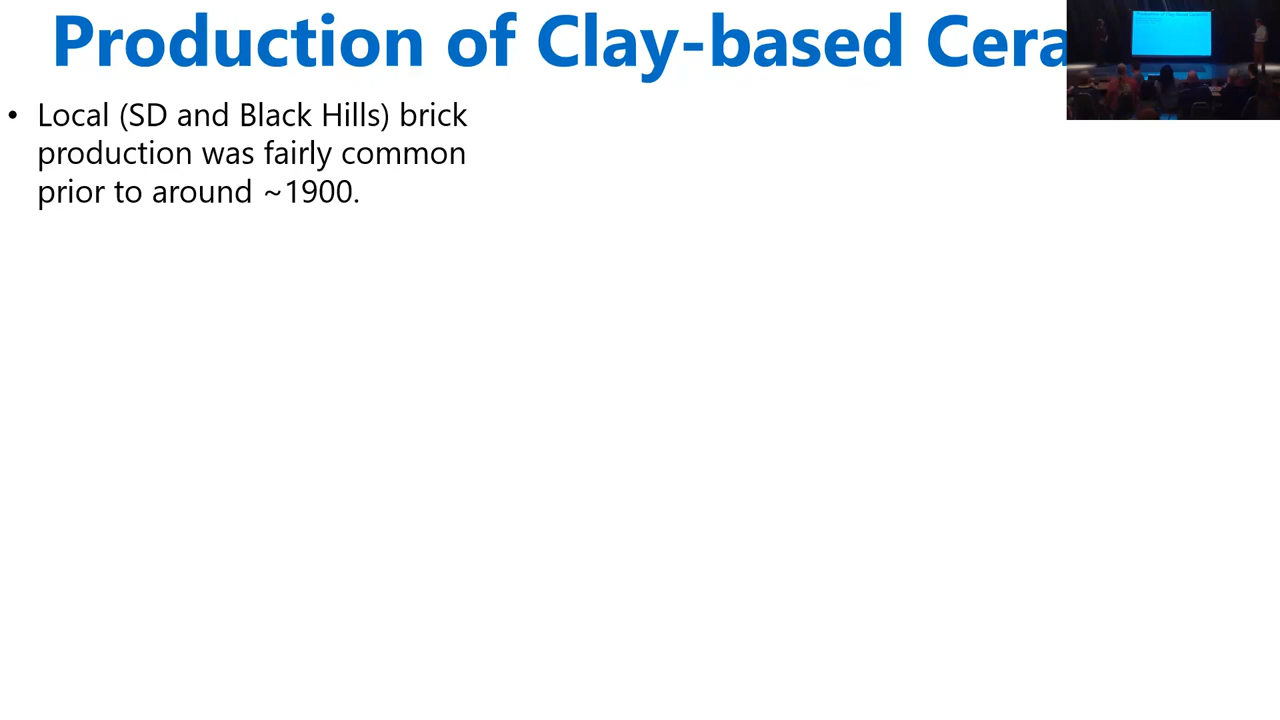 Production of Clay-based Cera
• Local (SD and Black Hills) brick
production was fairly common
prior to around ~1900.